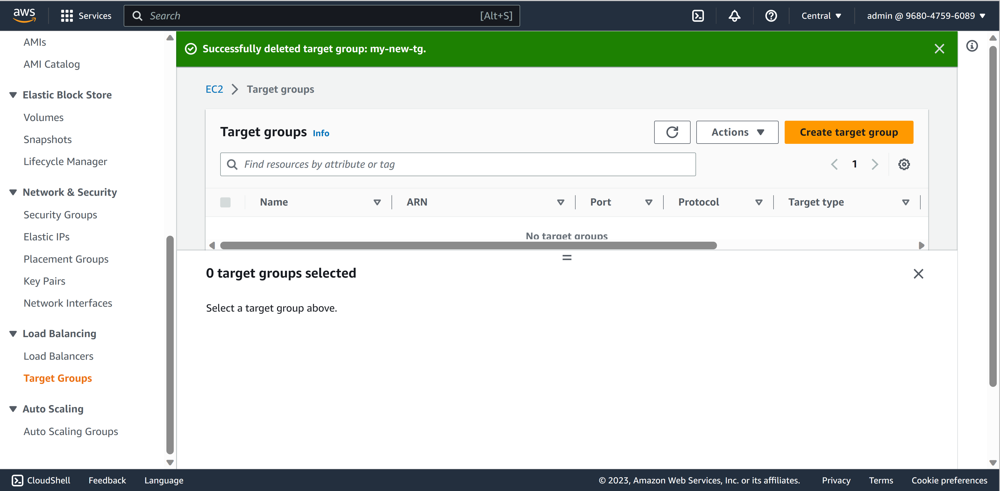 aws
Services
Search
[Alt+S]
Central
admin @ 9680-4759-6089
AMIs
AMI Catalog
Elastic Block Store
Volumes
Snapshots
Lifecycle Manager
Network & Security
Security Groups
Elastic IPs
Placement Groups
Key Pairs
Network Interfaces
Load Balancing
Load Balancers
Target Groups
Auto Scaling
Auto Scaling Groups
Successfully deleted target group: my-new-tg.
EC2
Target groups
Target groups Info
Actions
Create target group
Find resources by attribute or tag
1
Name
ARN
Port
Protocol
Target type
No target groups
0 target groups selected
Select a target group above.
CloudShell
Feedback
Language
© 2023, Amazon Web Services, Inc. or its affiliates.
Privacy
Terms
Cookie preferences